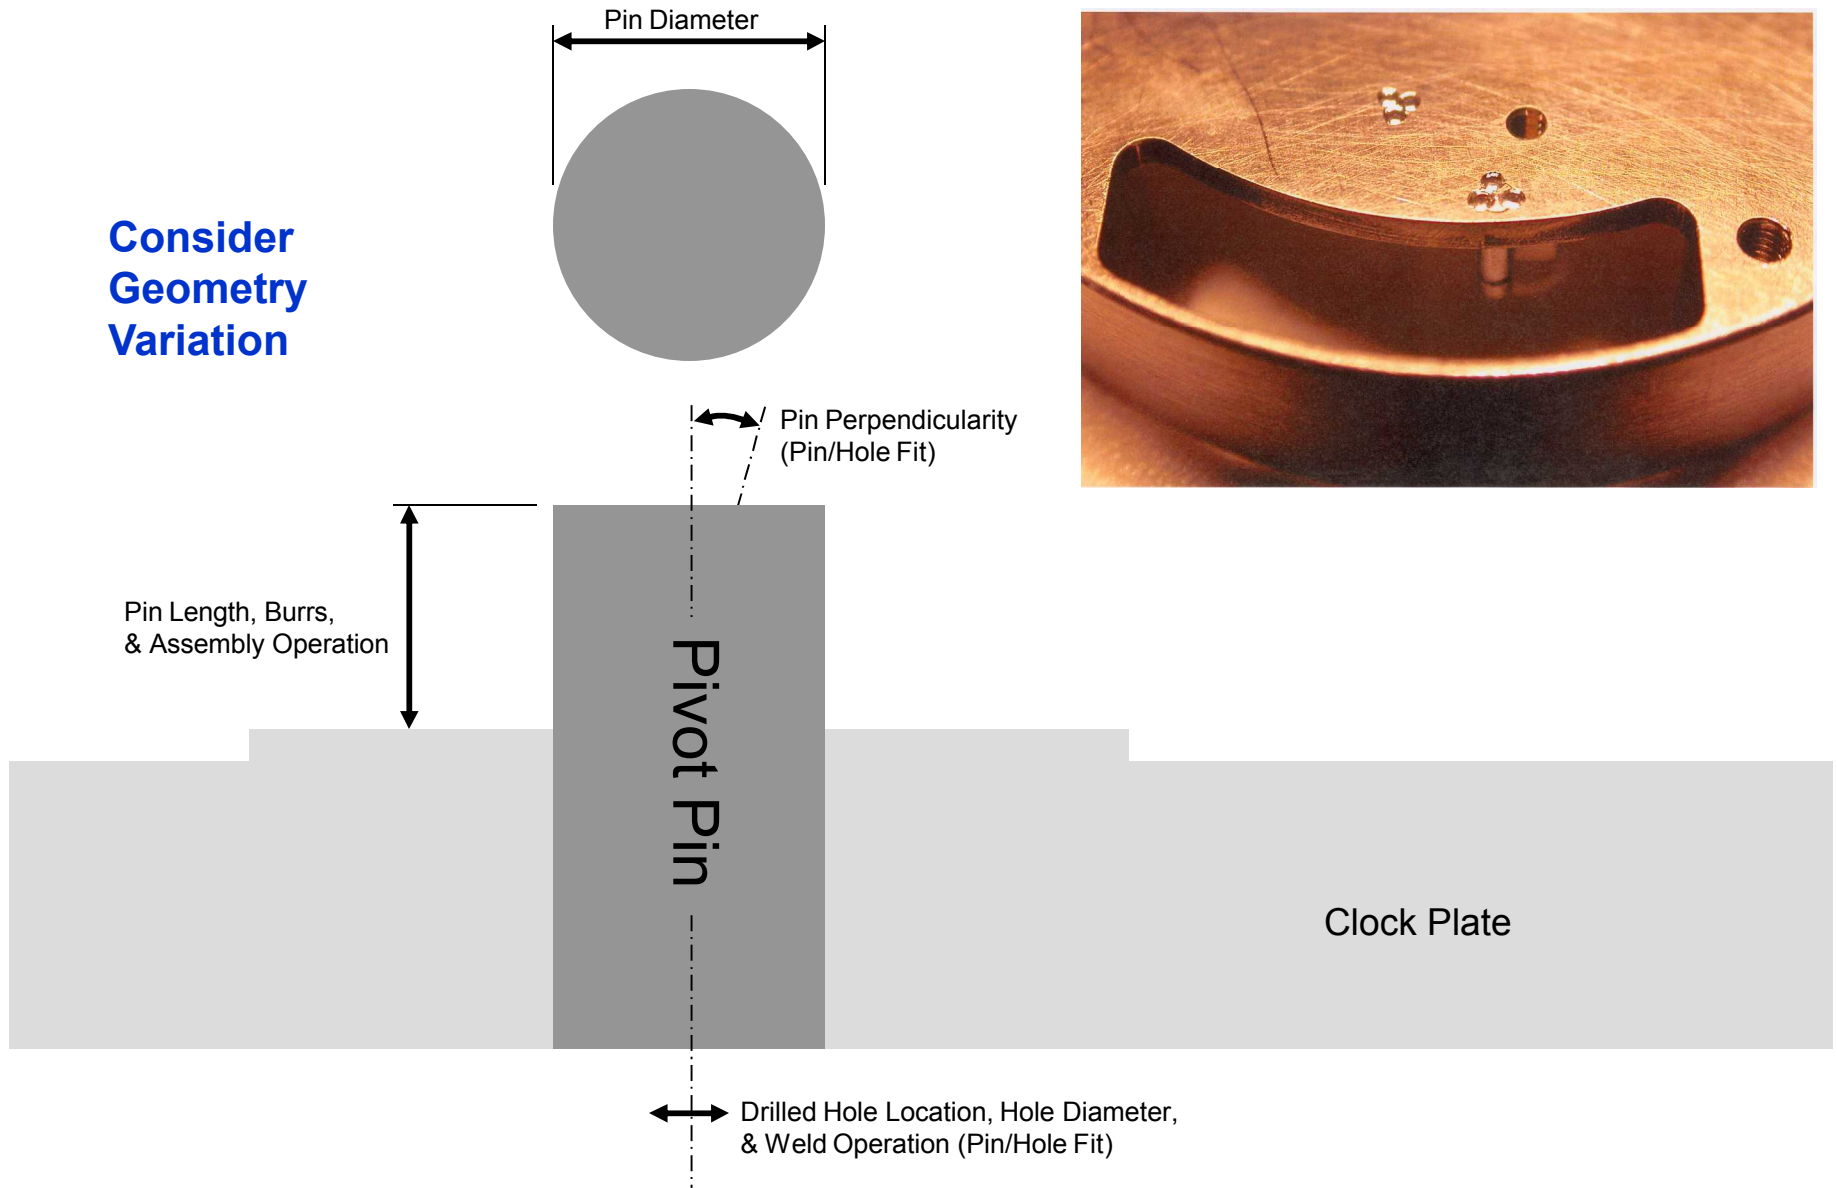 Pin Diameter
Consider
Geometry
Variation
Pin Perpendicularity
(Pin/Hole Fit)
Pin Length, Burrs,
& Assembly Operation
Pivot Pin
Clock Plate
Drilled Hole Location, Hole Diameter,
& Weld Operation (Pin/Hole Fit)